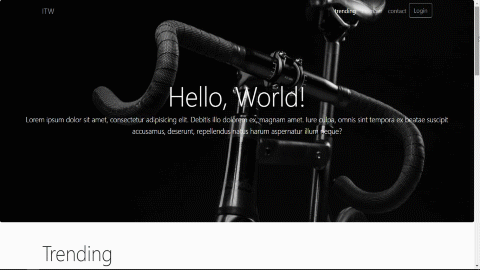 ITW
trending
contact
Login
Hello, World!
Lorem ipsum dolor sit amet, consectetur adipisicing elit. Debitis illo dolorem ex, magnam amet. Iure culpa, omnis sint tempora ex beatae suscipit
accusamus, deserunt, repellendus natus harum aspernatur illum neque?
Trending